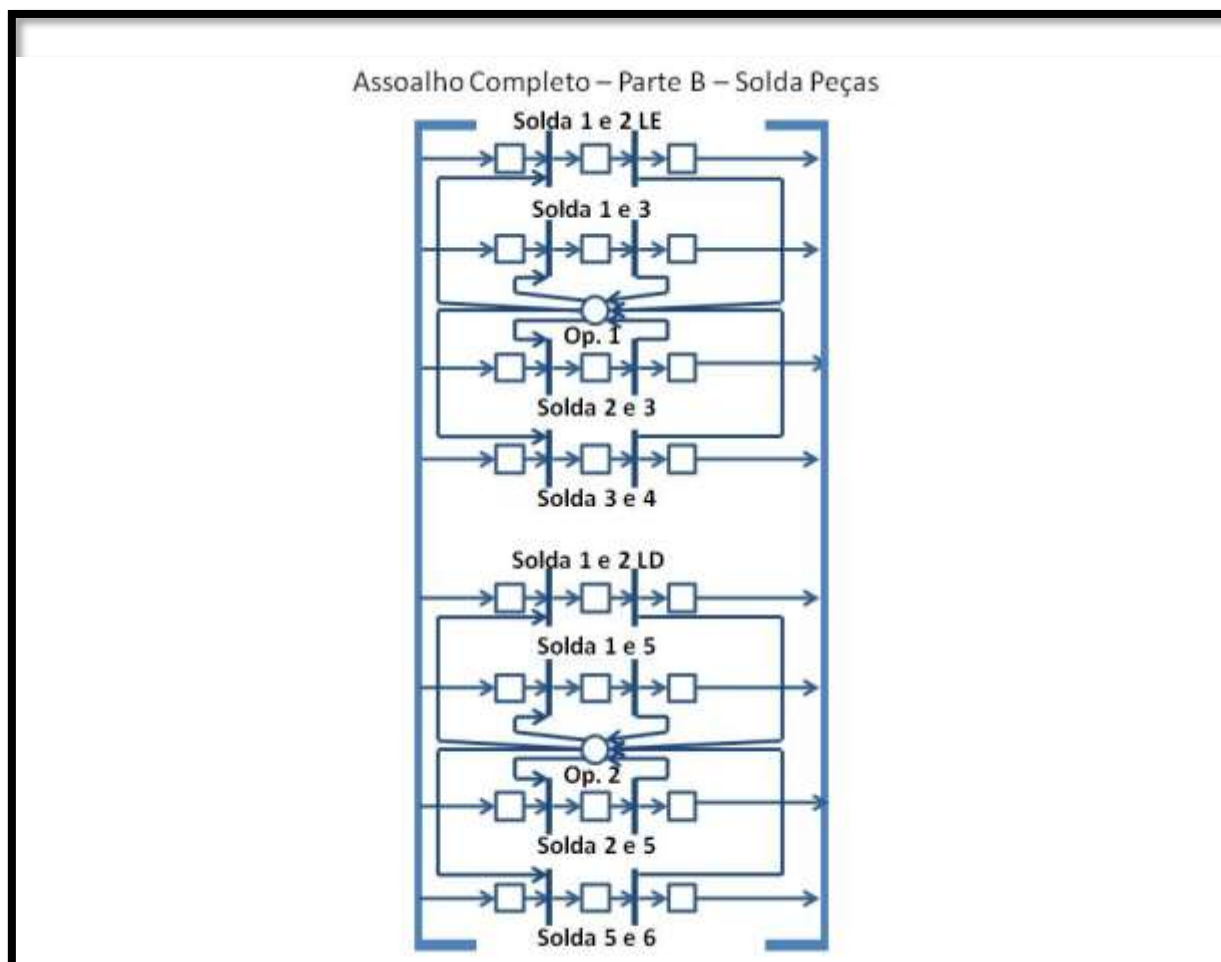 Assoalho Completo – Parte B – Solda Peças
Solda 1 e 2 LE
Solda 1 e 3
Op. 1
Solda 2 e 3
Solda 3 e 4
Solda 1 e 2 LD
Solda 1 e 5
Op. 2
Solda 2 e 5
Solda 5 e 6